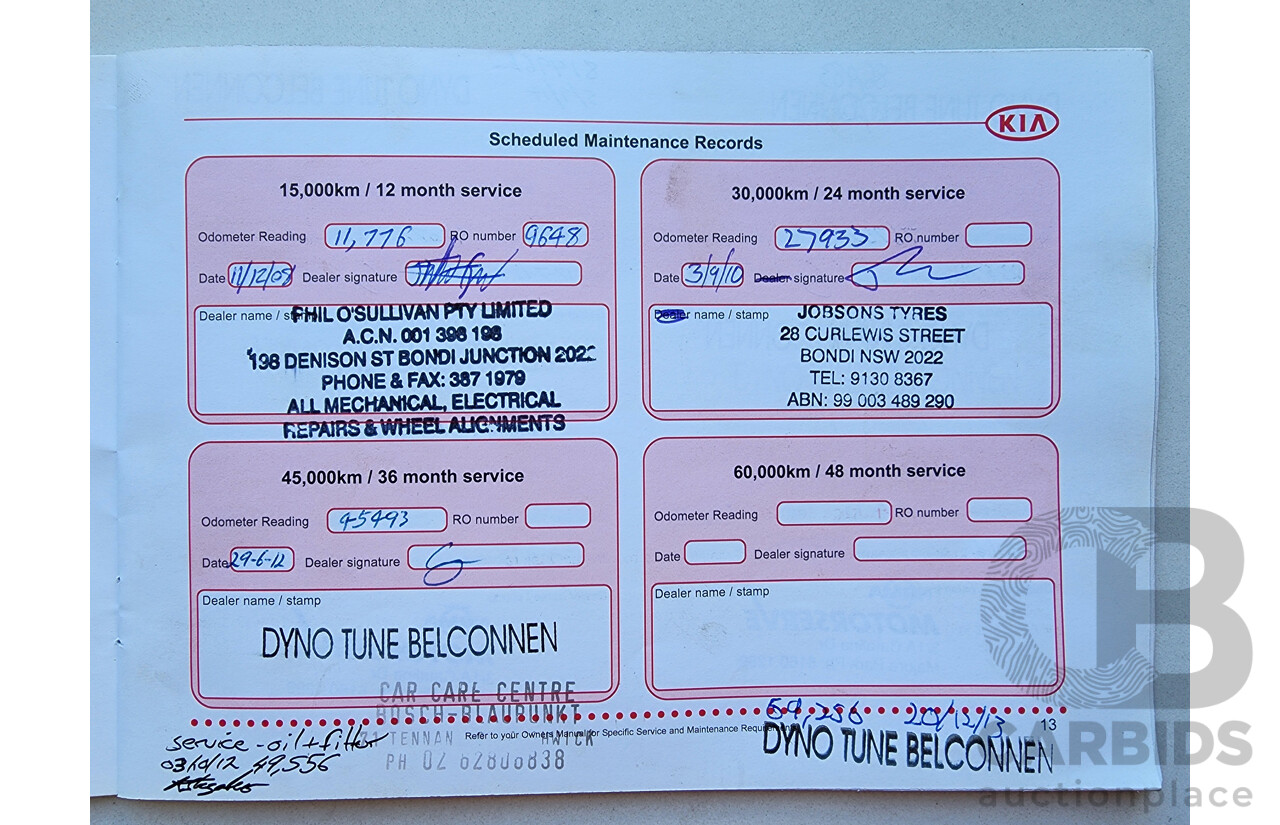 KIA
Scheduled Maintenance Records
15,000km / 12 month service
Odometer Reading 11,776 RO number 9648
Date 11/12/08 Dealer signature
Dealer name / stamp
PHIL O'SULLIVAN PTY LIMITED
A.C.N. 001 396 198
198 DENISON ST BONDI JUNCTION 2022
PHONE & FAX: 387 1979
ALL MECHANICAL, ELECTRICAL
REPAIRS & WHEEL ALIGNMENTS
30,000km / 24 month service
Odometer Reading 27933 RO number
Date 3/9/10 Dealer signature
Dealer name / stamp
JOBSONS TYRES
28 CURLEWIS STREET
BONDI NSW 2022
TEL: 9130 8367
ABN: 99 003 489 290
45,000km / 36 month service
Odometer Reading 45493 RO number
Date 29-6-12 Dealer signature
Dealer name / stamp
DYNO TUNE BELCONNEN
CAR CARE CENTRE
BOSCH-BLAUPUNKT
TENNAN
PH 02 62806838
60,000km / 48 month service
Odometer Reading RO number
Date Dealer signature
Dealer name / stamp
MOTORSERVE
Refer to your Owners Manual for Specific Service and Maintenance
service - oil + filter
03/10/12 49,556
20/12/13
DYNO TUNE BELCONNEN
13
CARBIDS
auctionplace